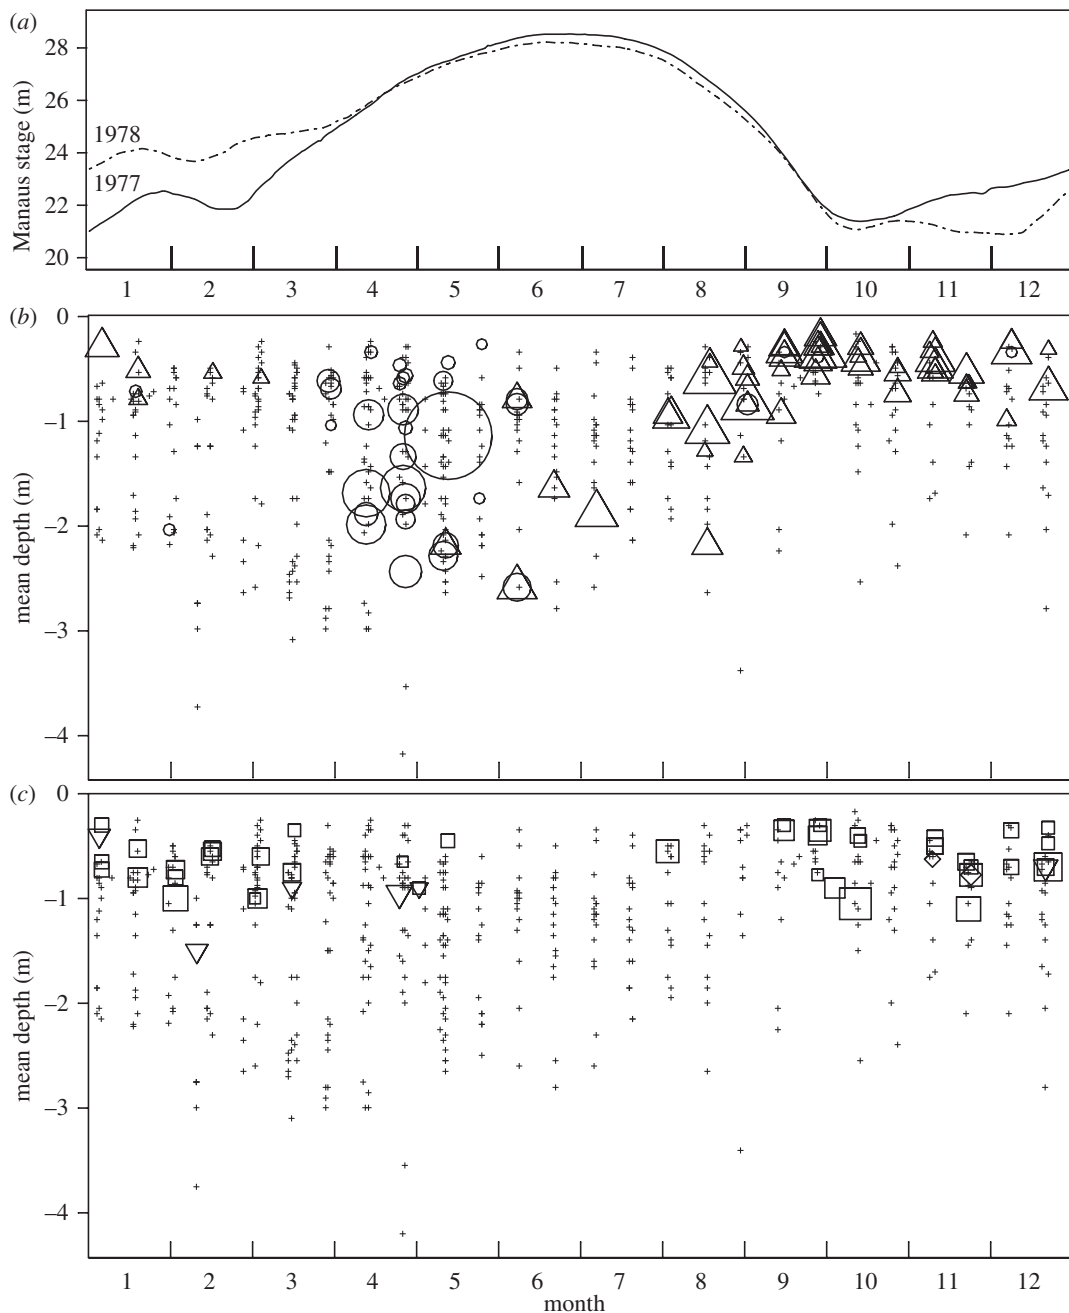 (a)
28
26
24
22
20
Manaus stage (m)
1978
1977
1 2 3 4 5 6 7 8 9 10 11 12
(b)
0
–1
–2
–3
–4
mean depth (m)
(c)
0
–1
–2
–3
–4
mean depth (m)
1 2 3 4 5 6 7 8 9 10 11 12
month